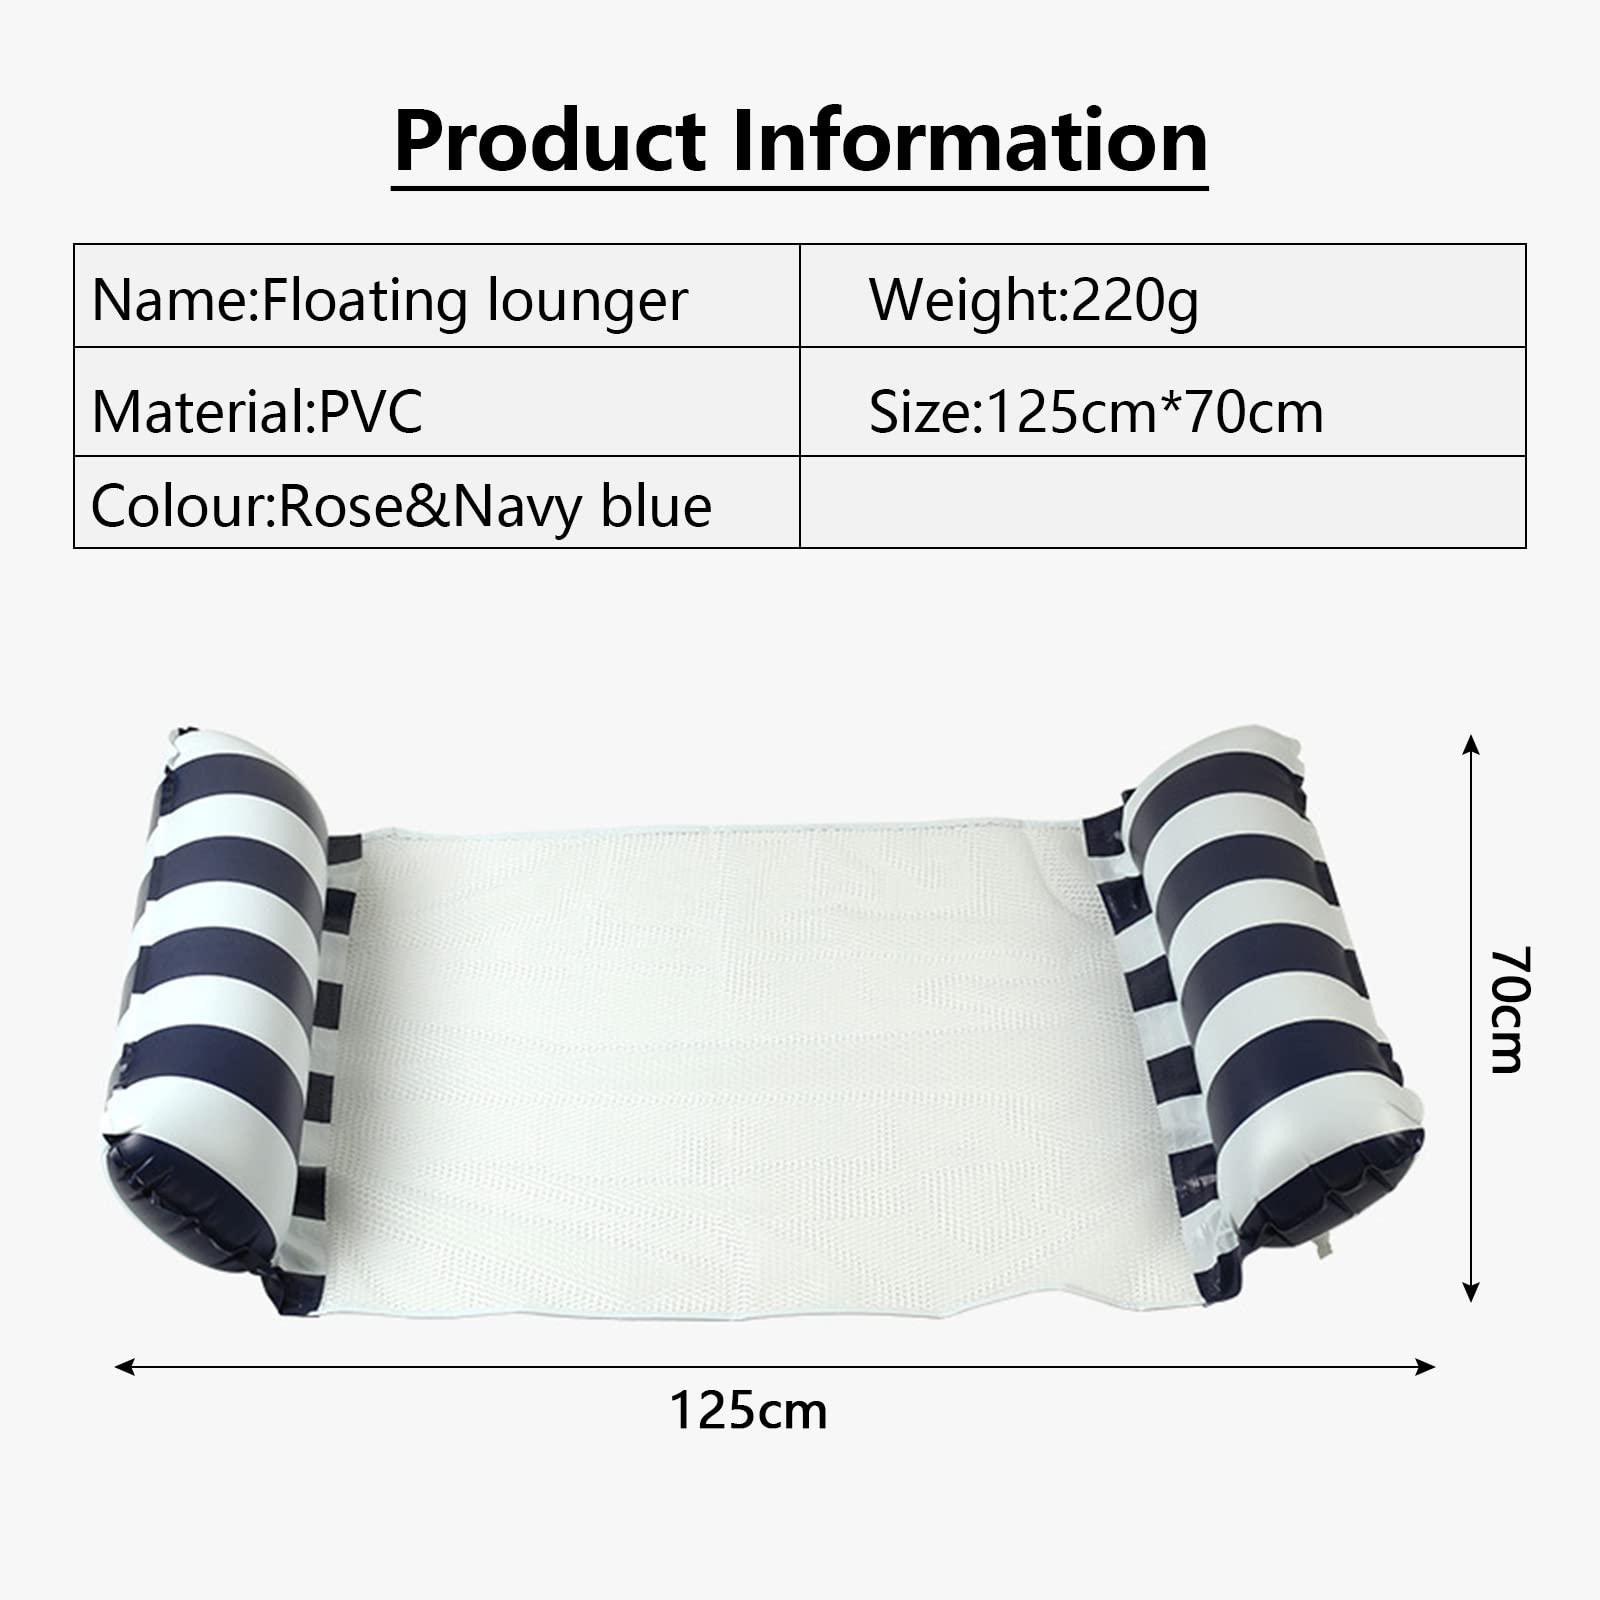 Product Information
Name:Floating lounger
Weight:220g
Material:PVC
Size:125cm*70cm
Colour:Rose&Navy blue
70cm
125cm